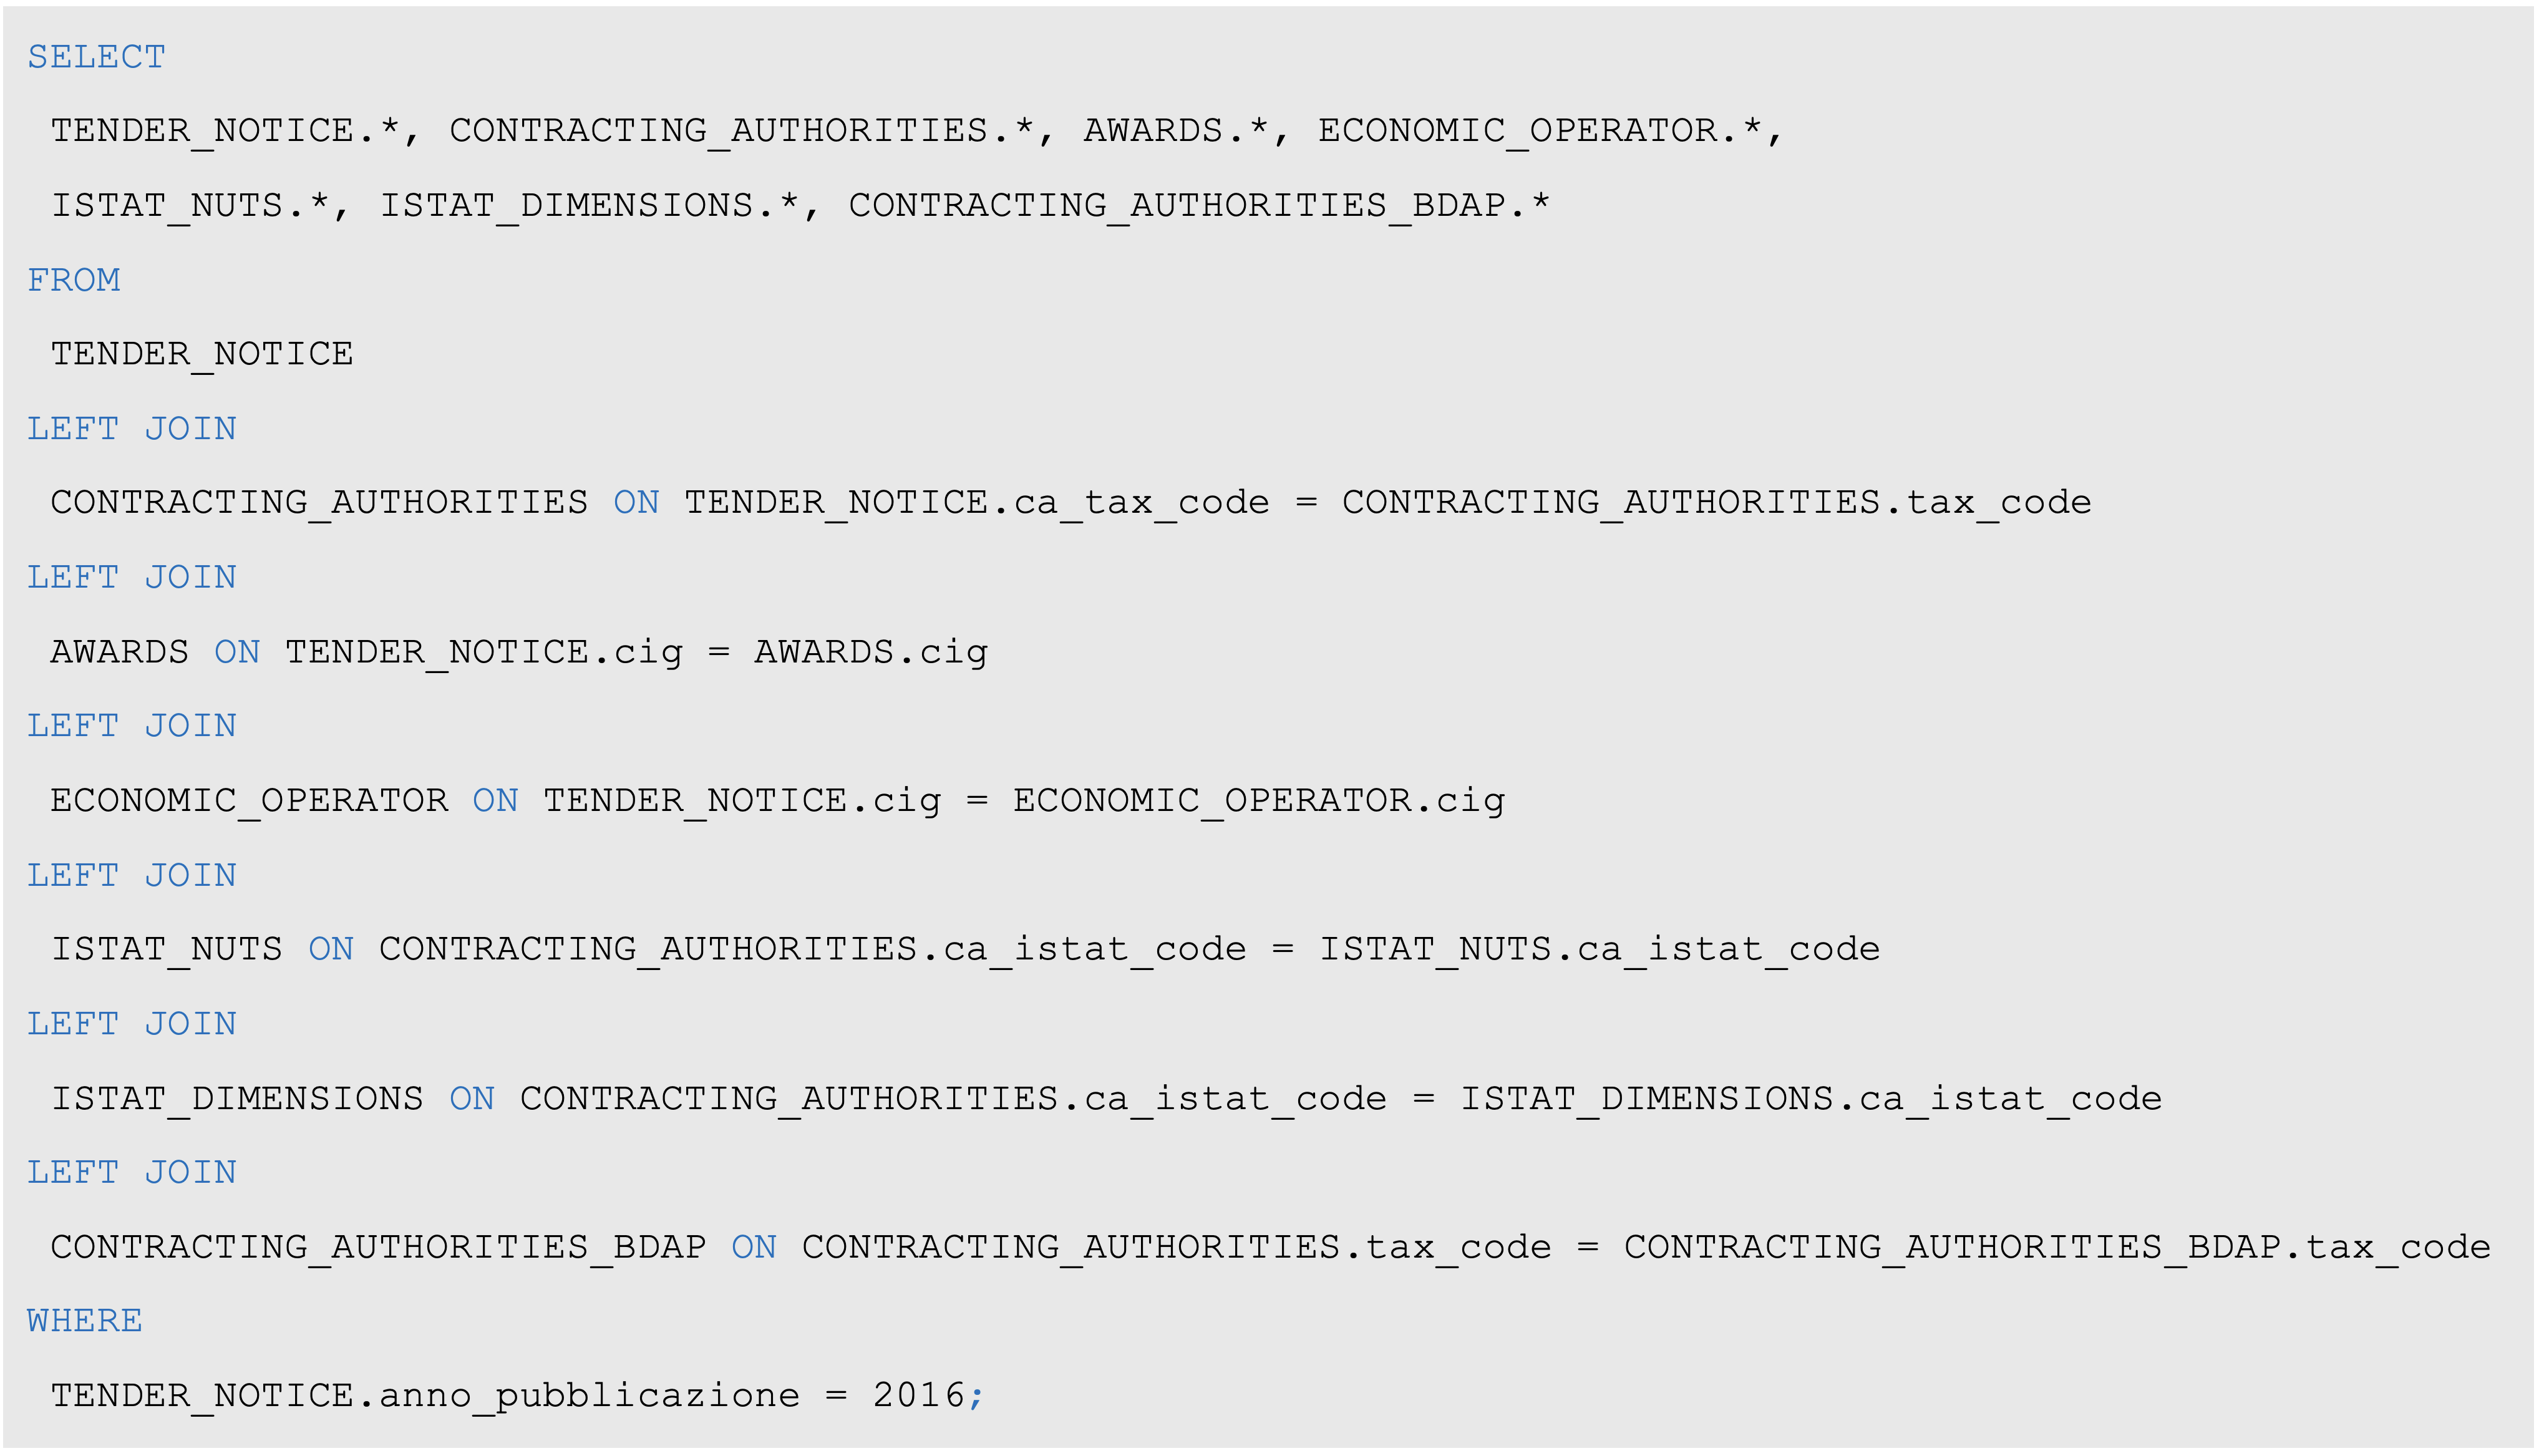 SELECT
TENDER_NOTICE.*, CONTRACTING_AUTHORITIES.*, AWARDS.*, ECONOMIC_OPERATOR.*,
ISTAT_NUTS.*, ISTAT_DIMENSIONS.*, CONTRACTING_AUTHORITIES_BDAP.*
FROM
TENDER_NOTICE
LEFT JOIN
CONTRACTING_AUTHORITIES ON TENDER_NOTICE.ca_tax_code = CONTRACTING_AUTHORITIES.tax_code
LEFT JOIN
AWARDS ON TENDER_NOTICE.cig = AWARDS.cig
LEFT JOIN
ECONOMIC_OPERATOR ON TENDER_NOTICE.cig = ECONOMIC_OPERATOR.cig
LEFT JOIN
ISTAT_NUTS ON CONTRACTING_AUTHORITIES.ca_istat_code = ISTAT_NUTS.ca_istat_code
LEFT JOIN
ISTAT_DIMENSIONS ON CONTRACTING_AUTHORITIES.ca_istat_code = ISTAT_DIMENSIONS.ca_istat_code
LEFT JOIN
CONTRACTING_AUTHORITIES_BDAP ON CONTRACTING_AUTHORITIES.tax_code = CONTRACTING_AUTHORITIES_BDAP.tax_code
WHERE
TENDER_NOTICE.anno_pubblicazione = 2016;